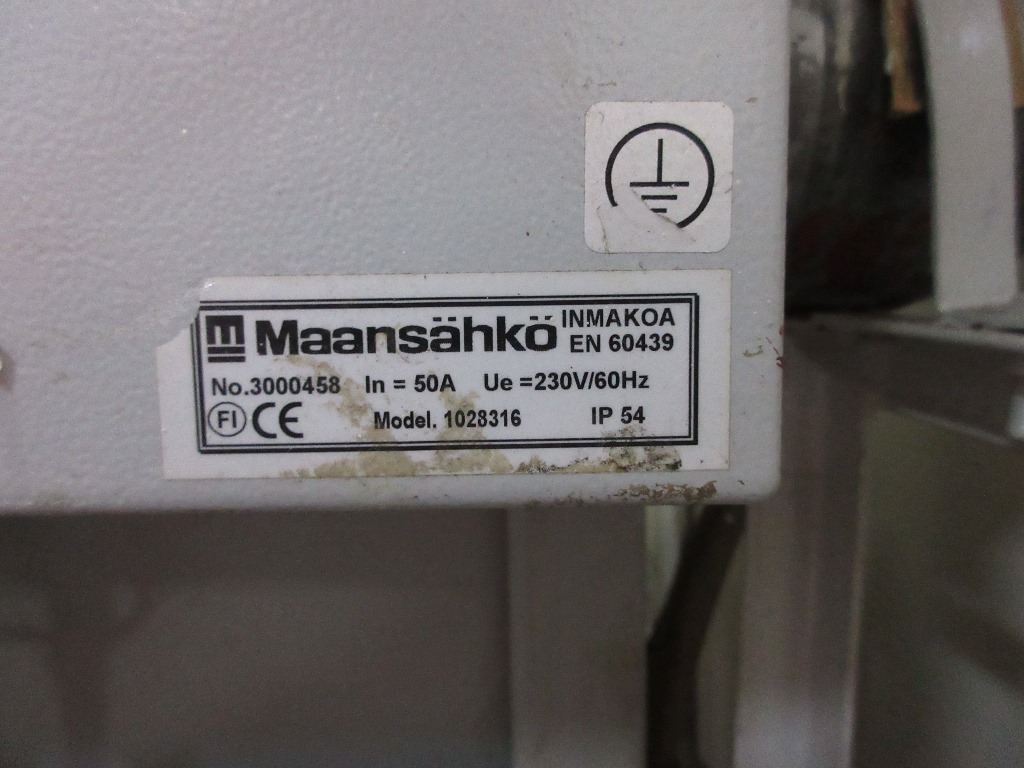 Maansähkö INMAKOA
EN 60439
No.3000458 In = 50A Ue =230V/60Hz
FI CE Model. 1028316 IP 54